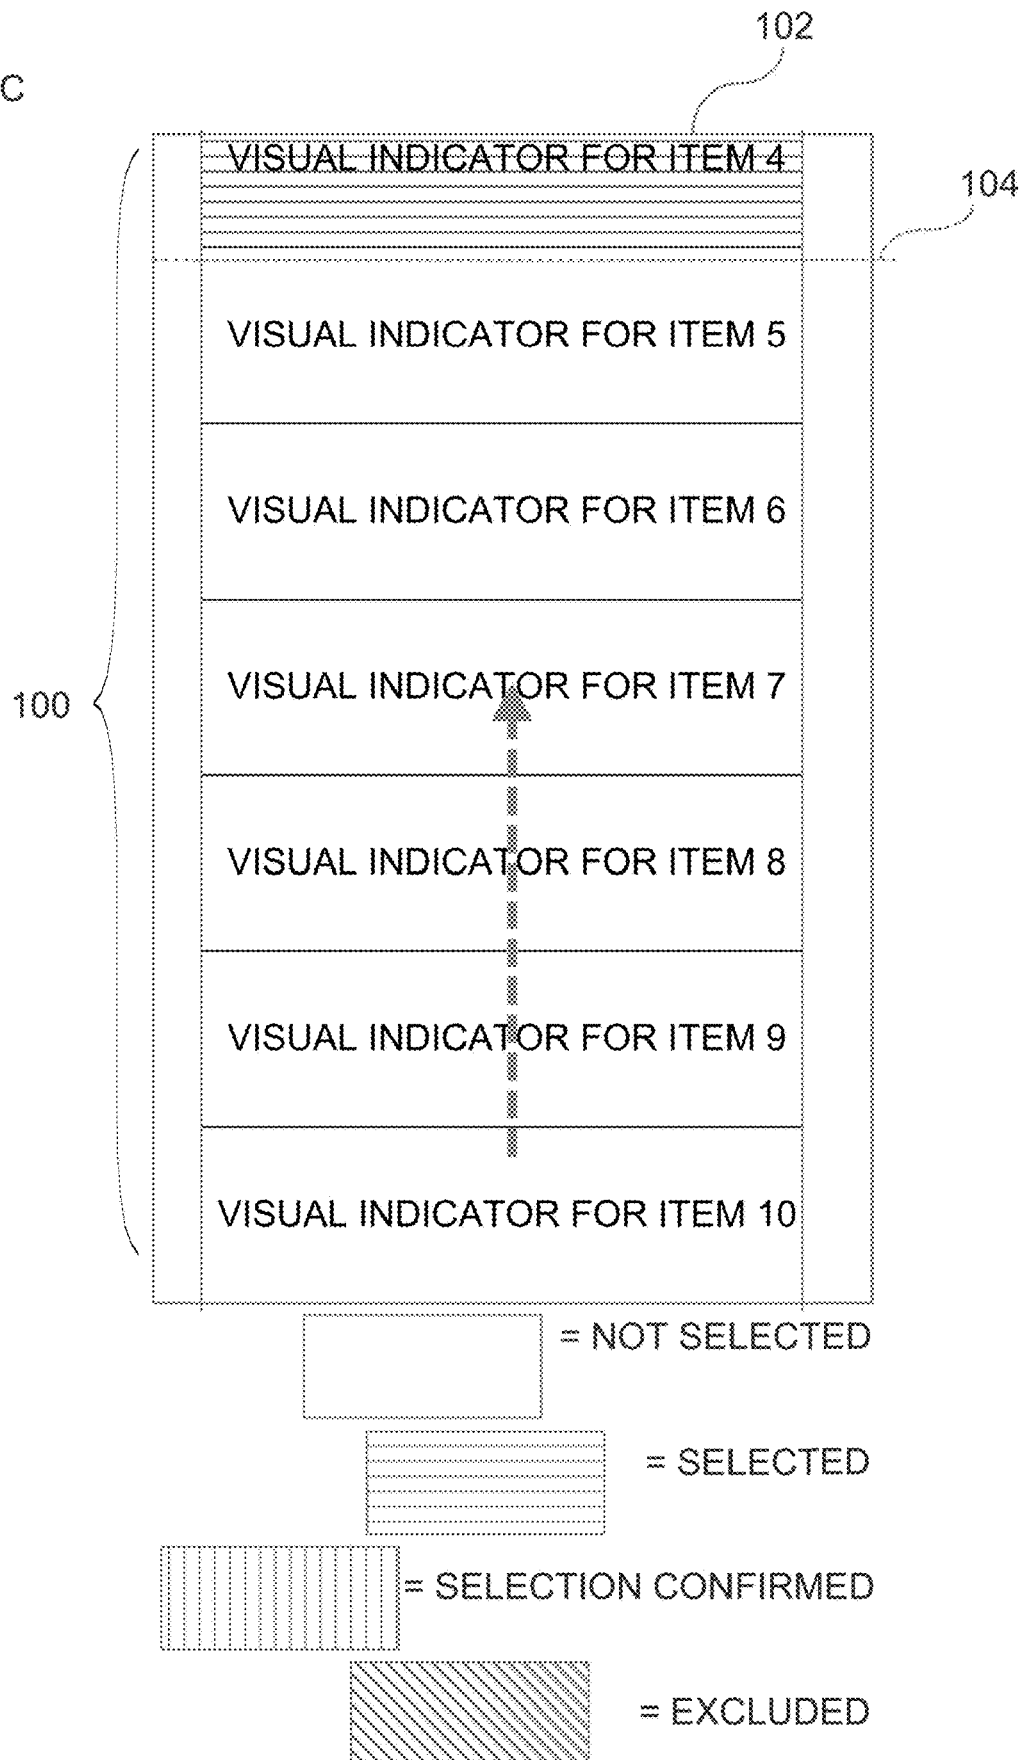 102
C
VISUAL INDICATOR FOR ITEM 4
104
VISUAL INDICATOR FOR ITEM 5
VISUAL INDICATOR FOR ITEM 6
VISUAL INDICATOR FOR ITEM 7
100
VISUAL INDICATOR FOR ITEM 8
VISUAL INDICATOR FOR ITEM 9
VISUAL INDICATOR FOR ITEM 10
= NOT SELECTED
= SELECTED
= SELECTION CONFIRMED
= EXCLUDED